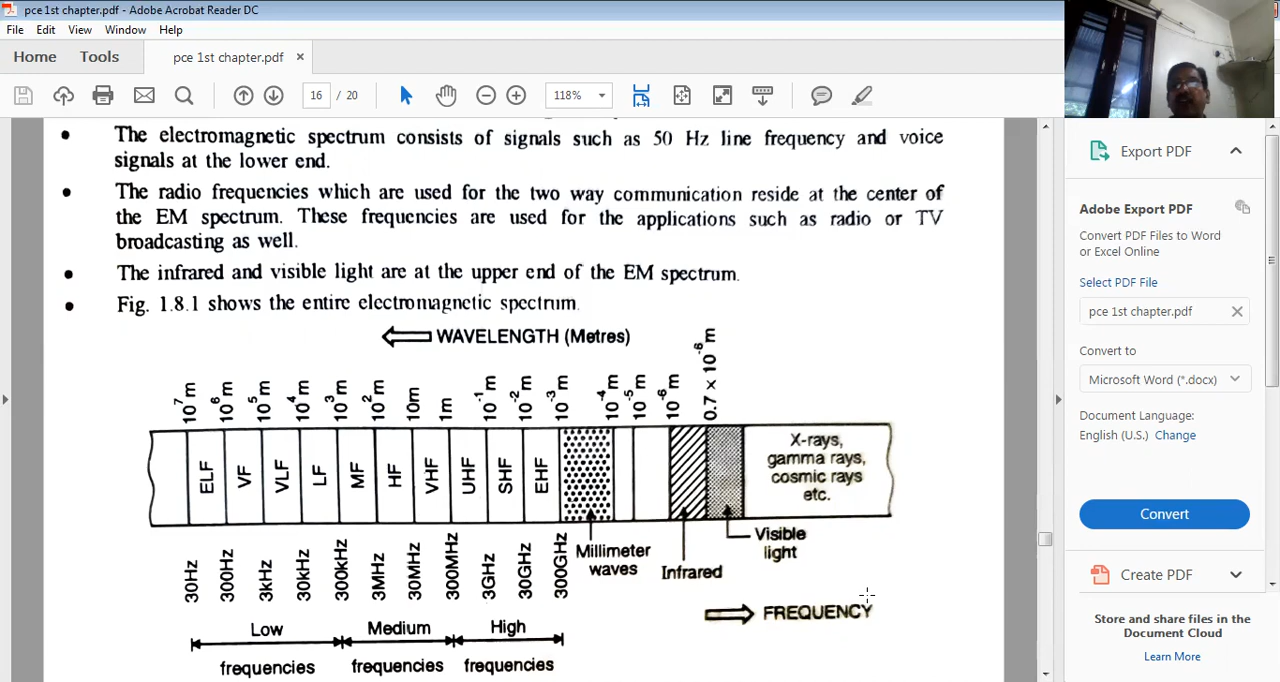 pce 1st chapter.pdf - Adobe Acrobat Reader DC
File Edit View Window Help
Home Tools pce 1st chapter.pdf ×
16 / 20 118%
The electromagnetic spectrum consists of signals such as 50 Hz line frequency and voice
signals at the lower end.
The radio frequencies which are used for the two way communication reside at the center of
the EM spectrum. These frequencies are used for the applications such as radio or TV
broadcasting as well.
The infrared and visible light are at the upper end of the EM spectrum.
Fig. 1.8.1 shows the entire electromagnetic spectrum.
WAVELENGTH (Metres)
10⁷m 10⁶m 10⁵m 10⁴m 10³m 10²m 10m 1m 10⁻¹m 10⁻²m 10⁻³m 10⁻⁴m 10⁻⁵m 10⁻⁶m 0.7 × 10⁻⁶m
ELF VF VLF LF MF HF VHF UHF SHF EHF
X-rays,
gamma rays,
cosmic rays
etc.
30Hz 300Hz 3kHz 30kHz 300kHz 3MHz 30MHz 300MHz 3GHz 30GHz 300GHz
Millimeter
waves
Infrared
Visible
light
FREQUENCY
Low Medium High
frequencies frequencies frequencies
Export PDF
Adobe Export PDF
Convert PDF Files to Word
or Excel Online
Select PDF File
pce 1st chapter.pdf
Convert to
Microsoft Word (*.docx)
Document Language:
English (U.S.) Change
Convert
Create PDF
Store and share files in the
Document Cloud
Learn More